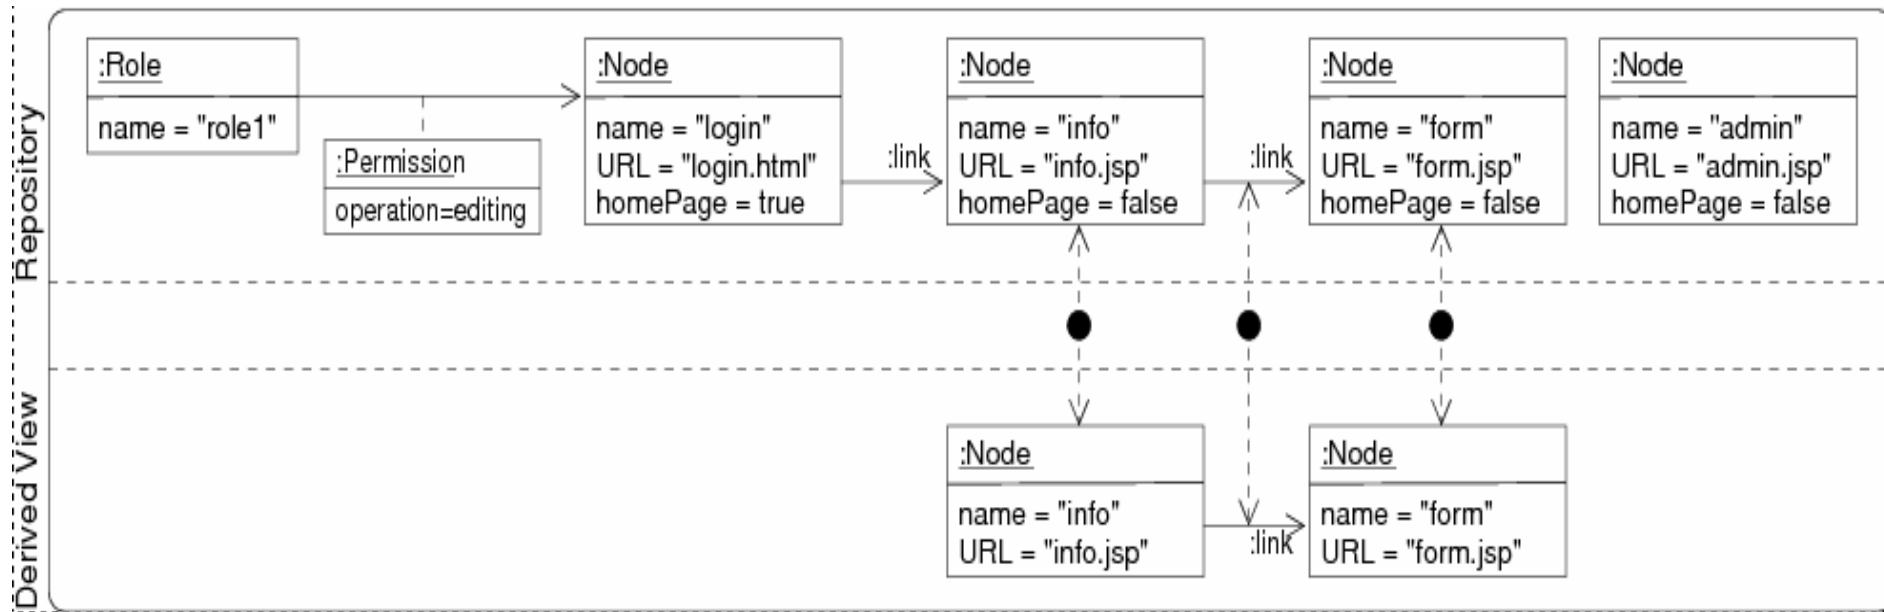 Repository
:Role
name = "role1"
:Permission
operation=editing
:Node
name = "login"
URL = "login.html"
homePage = true
:link
:Node
name = "info"
URL = "info.jsp"
homePage = false
:link
:Node
name = "form"
URL = "form.jsp"
homePage = false
:Node
name = "admin"
URL = "admin.jsp"
homePage = false
Derived View
:Node
name = "info"
URL = "info.jsp"
:link
:Node
name = "form"
URL = "form.jsp"